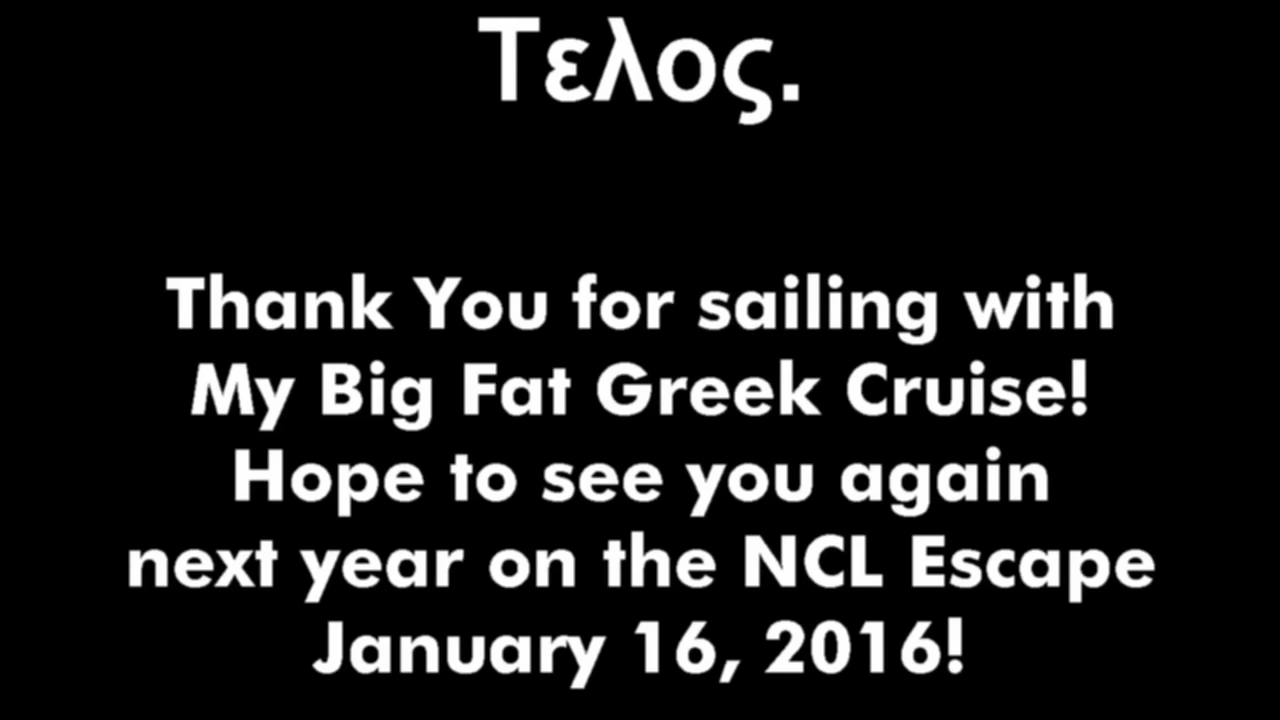 Τελος.
Thank You for sailing with
My Big Fat Greek Cruise!
Hope to see you again
next year on the NCL Escape
January 16, 2016!